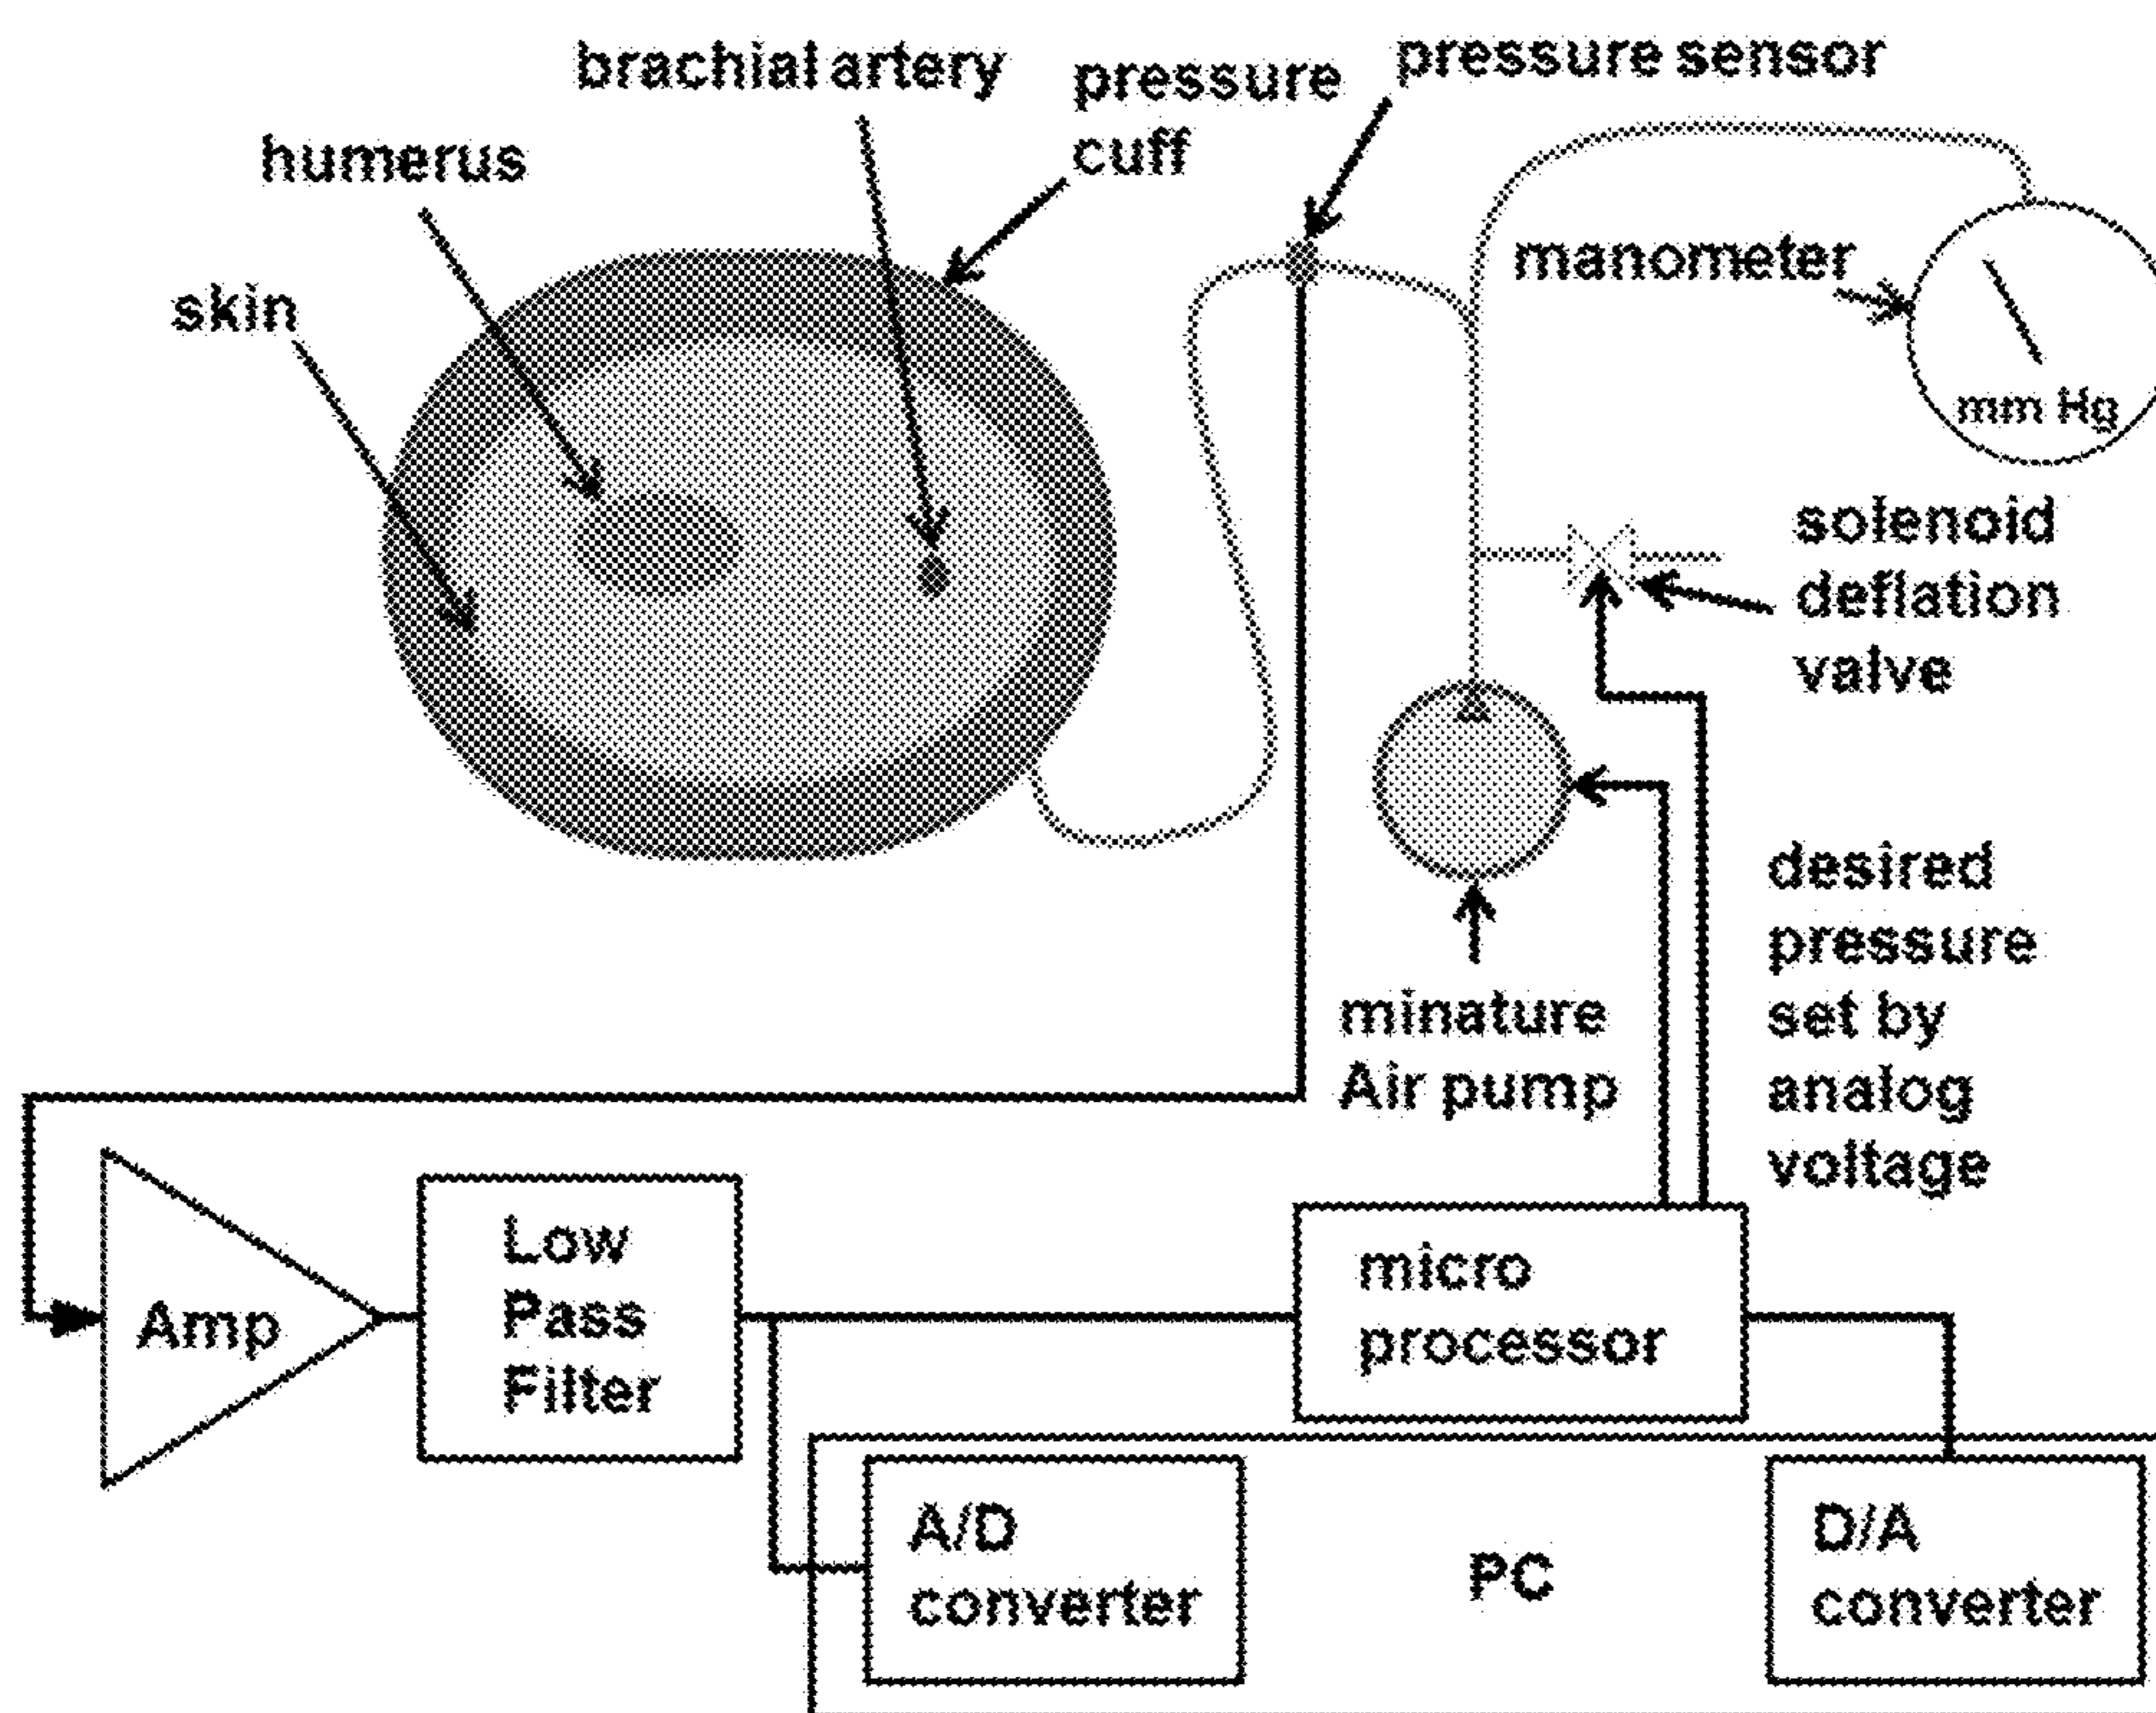 brachial artery
pressure
cuff
pressure sensor
humerus
skin
manometer
mm Hg
solenoid
deflation
valve
desired
pressure
set by
analog
voltage
minature
Air pump
Amp
Low
Pass
Filter
micro
processor
A/D
converter
PC
D/A
converter